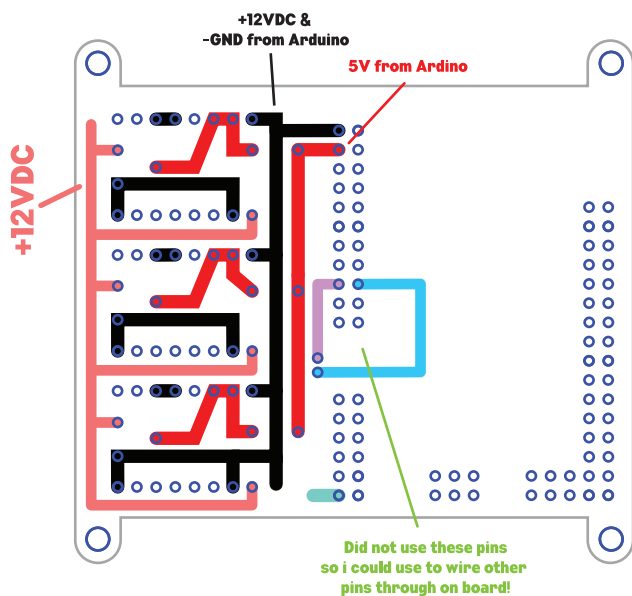 +12VDC &
-GND from Arduino
5V from Ardino
+12VDC
Did not use these pins
so i could use to wire other
pins through on board!